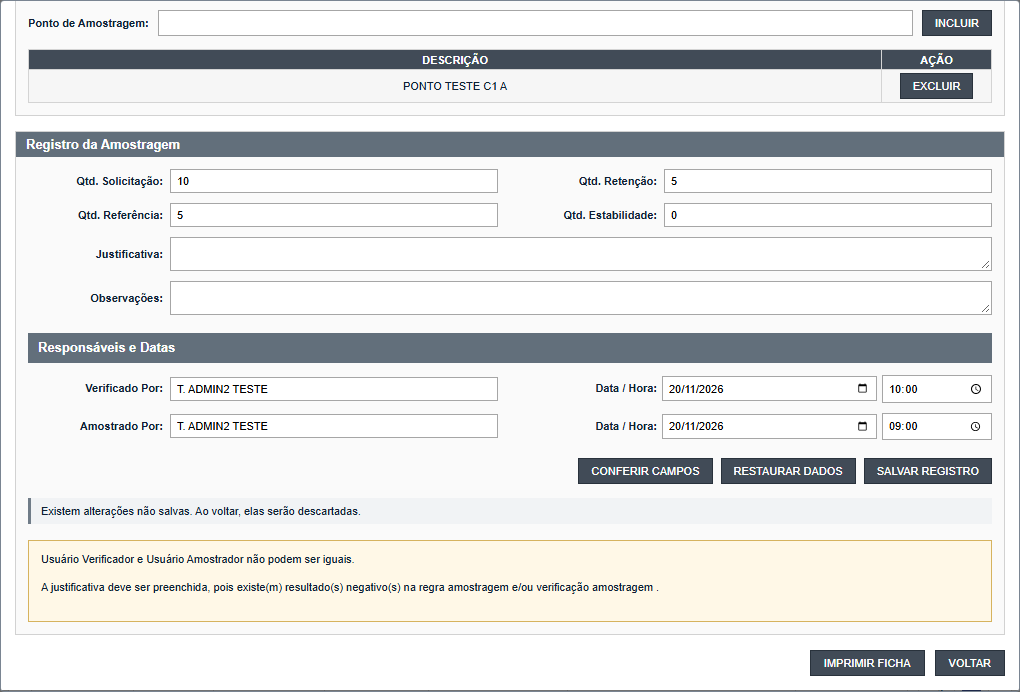 Ponto de Amostragem: INCLUIR
DESCRIÇÃO AÇÃO
PONTO TESTE C1 A EXCLUIR
Registro da Amostragem
Qtd. Solicitação: 10 Qtd. Retenção: 5
Qtd. Referência: 5 Qtd. Estabilidade: 0
Justificativa:
Observações:
Responsáveis e Datas
Verificado Por: T. ADMIN2 TESTE Data / Hora: 20/11/2026 10:00
Amostrado Por: T. ADMIN2 TESTE Data / Hora: 20/11/2026 09:00
CONFERIR CAMPOS RESTAURAR DADOS SALVAR REGISTRO
Existem alterações não salvas. Ao voltar, elas serão descartadas.
Usuário Verificador e Usuário Amostrador não podem ser iguais.
A justificativa deve ser preenchida, pois existe(m) resultado(s) negativo(s) na regra amostragem e/ou verificação amostragem .
IMPRIMIR FICHA VOLTAR